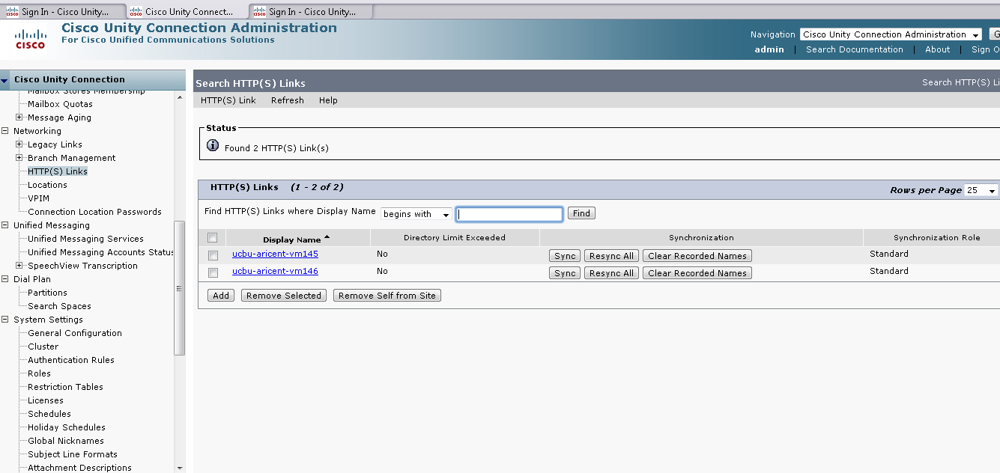 Sign In - Cisco Unity...
Cisco Unity Connect...
Sign In - Cisco Unity...
CISCO
Cisco Unity Connection Administration
For Cisco Unified Communications Solutions
Navigation Cisco Unity Connection Administration G
admin | Search Documentation | About | Sign O
Cisco Unity Connection
Mailbox Stores Membership
Mailbox Quotas
Message Aging
Networking
Legacy Links
Branch Management
HTTP(S) Links
Locations
VPIM
Connection Location Passwords
Unified Messaging
Unified Messaging Services
Unified Messaging Accounts Status
SpeechView Transcription
Dial Plan
Partitions
Search Spaces
System Settings
General Configuration
Cluster
Authentication Rules
Roles
Restriction Tables
Licenses
Schedules
Holiday Schedules
Global Nicknames
Subject Line Formats
Attachment Descriptions
Search HTTP(S) Links
Search HTTP(S) Li
HTTP(S) Link Refresh Help
Status
Found 2 HTTP(S) Link(s)
HTTP(S) Links (1 - 2 of 2)
Rows per Page 25
Find HTTP(S) Links where Display Name begins with Find
Display Name Directory Limit Exceeded Synchronization Synchronization Role
ucbu-aricent-vm145 No Sync Resync All Clear Recorded Names Standard
ucbu-aricent-vm146 No Sync Resync All Clear Recorded Names Standard
Add Remove Selected Remove Self from Site